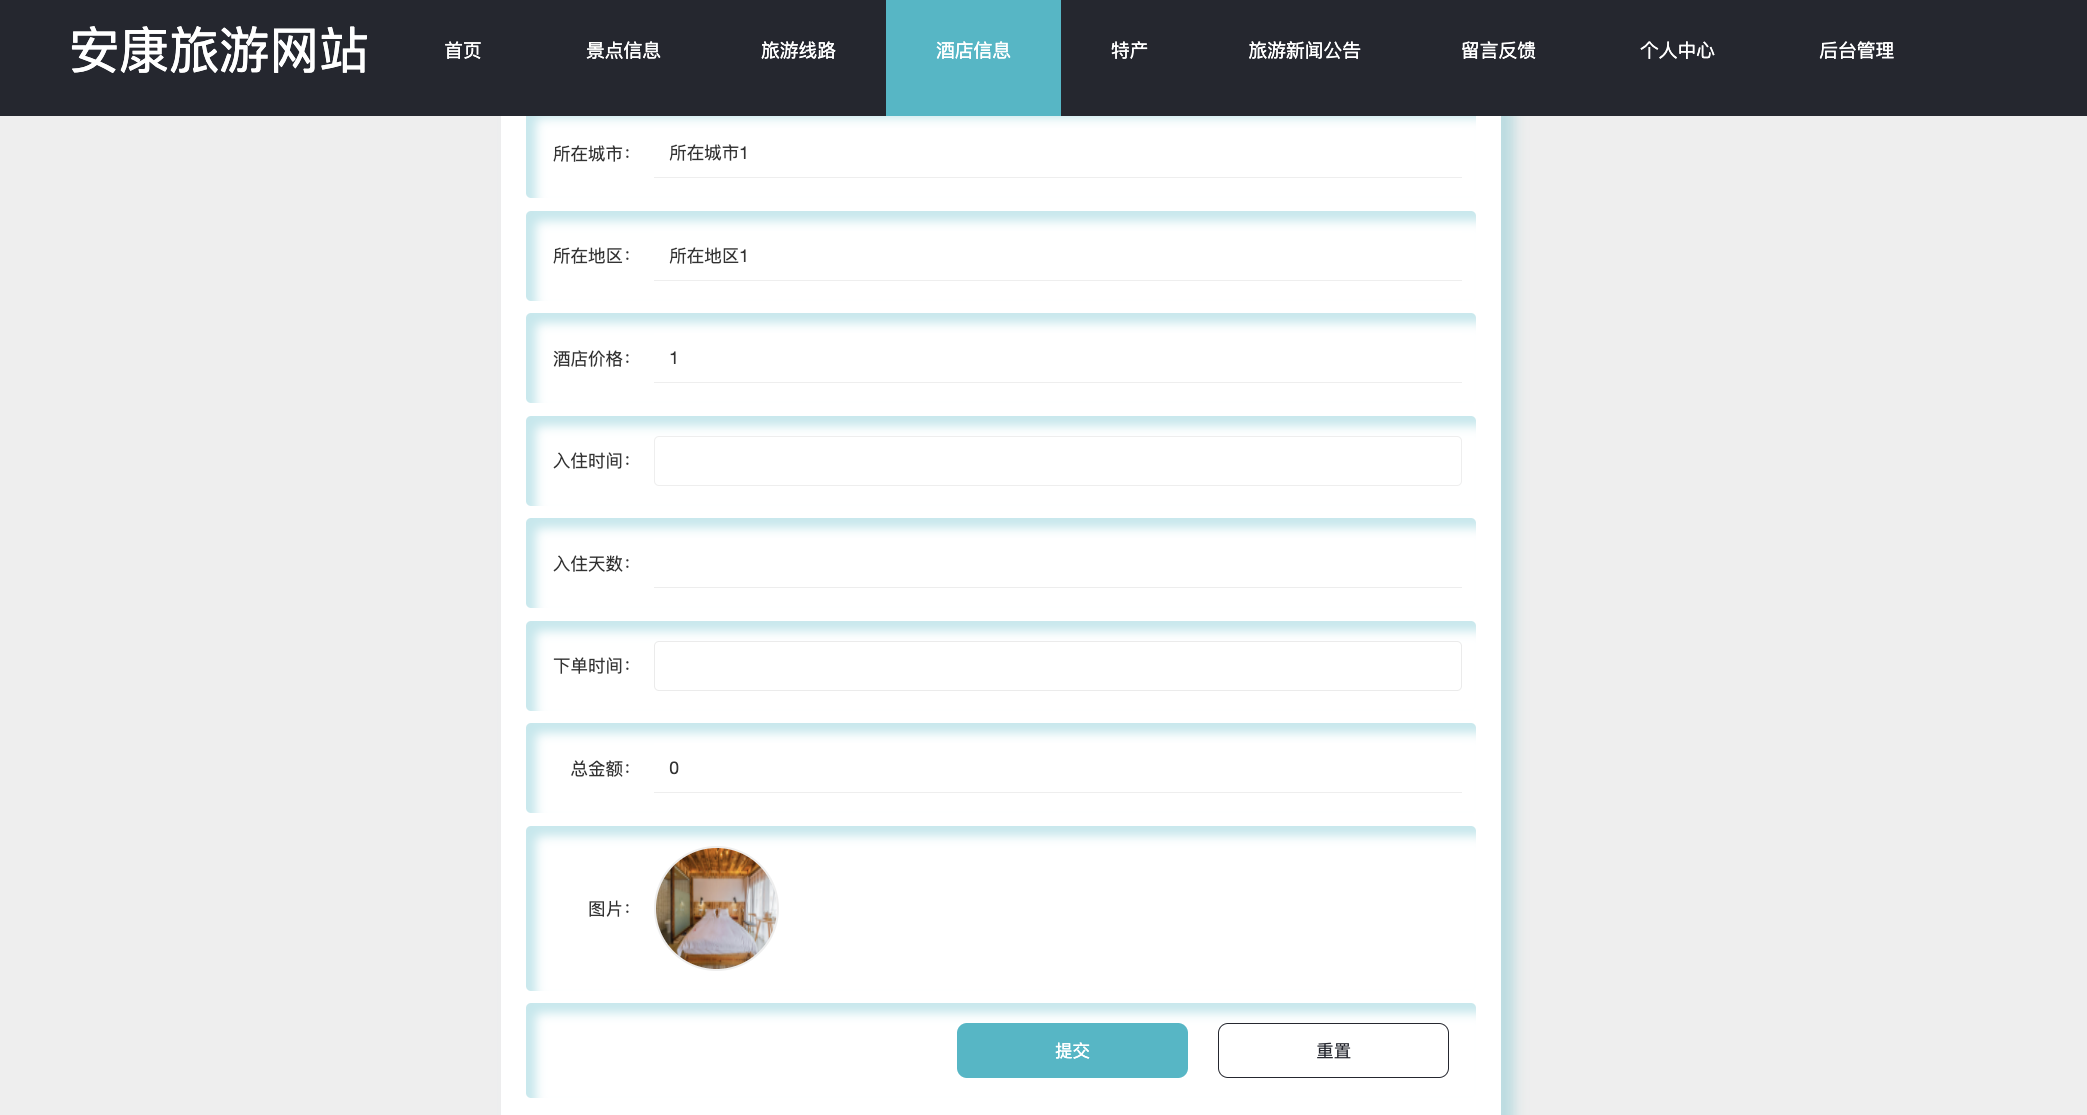 安康旅游网站 首页 景点信息 旅游线路 酒店信息 特产 旅游新闻公告 留言反馈 个人中心 后台管理
所在城市： 所在城市1
所在地区： 所在地区1
酒店价格： 1
入住时间：
入住天数：
下单时间：
总金额： 0
图片：
提交 重置